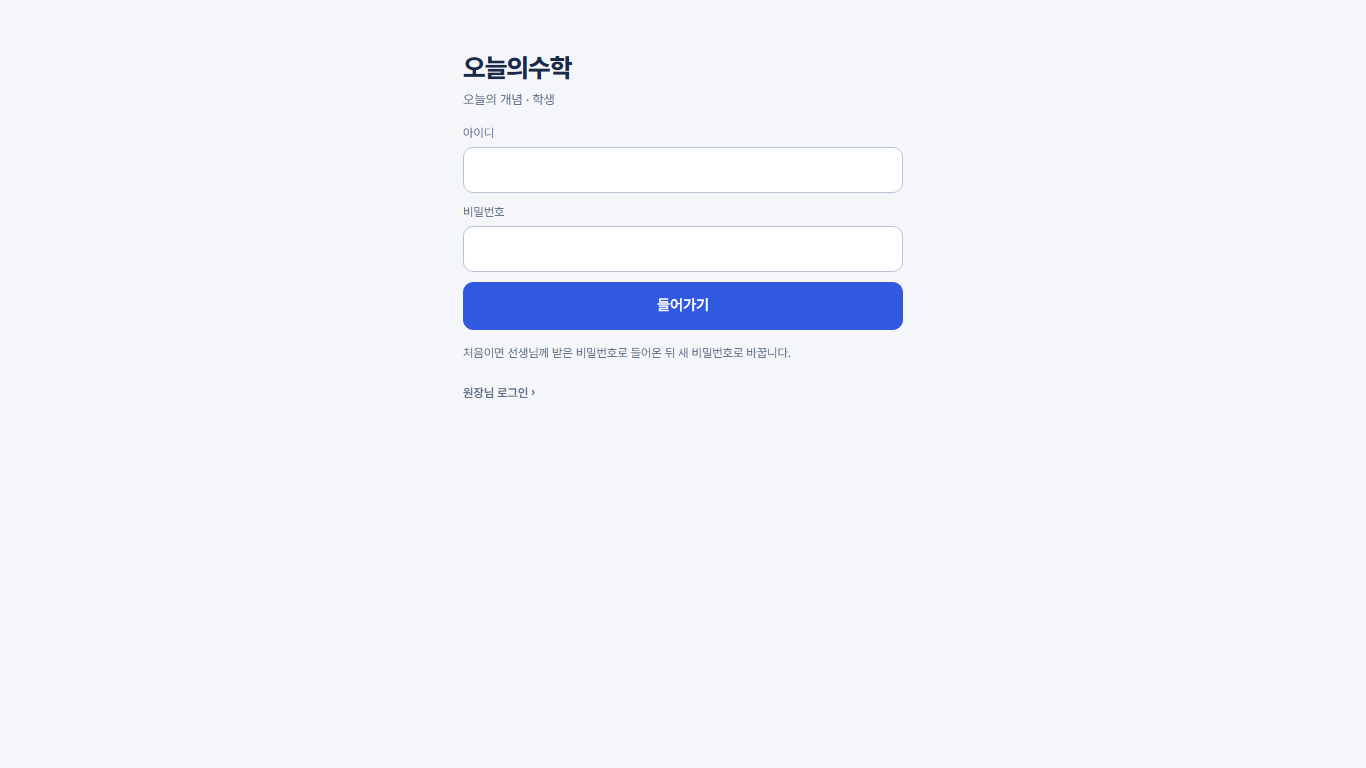 오늘의수학
오늘의 개념 · 학생
아이디
비밀번호
들어가기
처음이면 선생님께 받은 비밀번호로 들어온 뒤 새 비밀번호로 바꿉니다.
원장님 로그인 ›